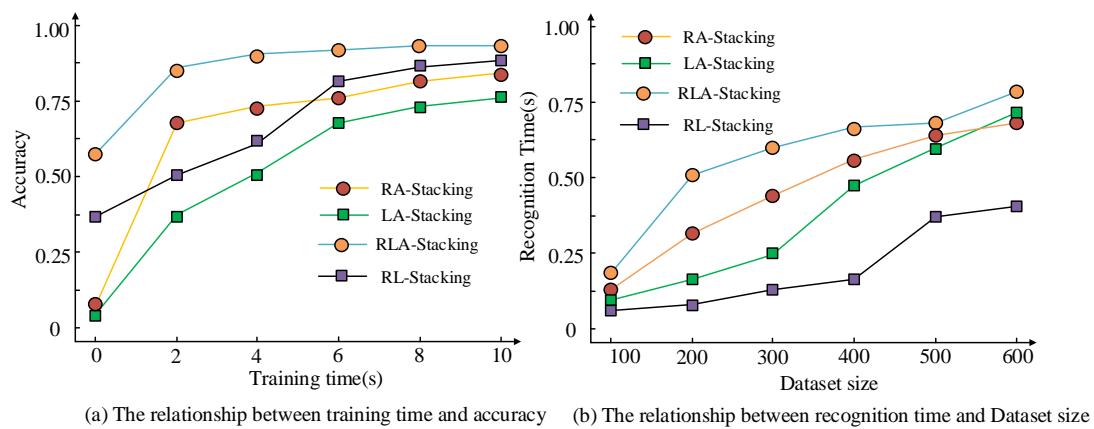 1.00
0.75
0.50
0.25
0
Accuracy
RA-Stacking
LA-Stacking
RLA-Stacking
RL-Stacking
0 2 4 6 8 10
Training time(s)
(a) The relationship between training time and accuracy
1.00
0.75
0.50
0.25
0
Recognition Time(s)
RA-Stacking
LA-Stacking
RLA-Stacking
RL-Stacking
100 200 300 400 500 600
Dataset size
(b) The relationship between recognition time and Dataset size